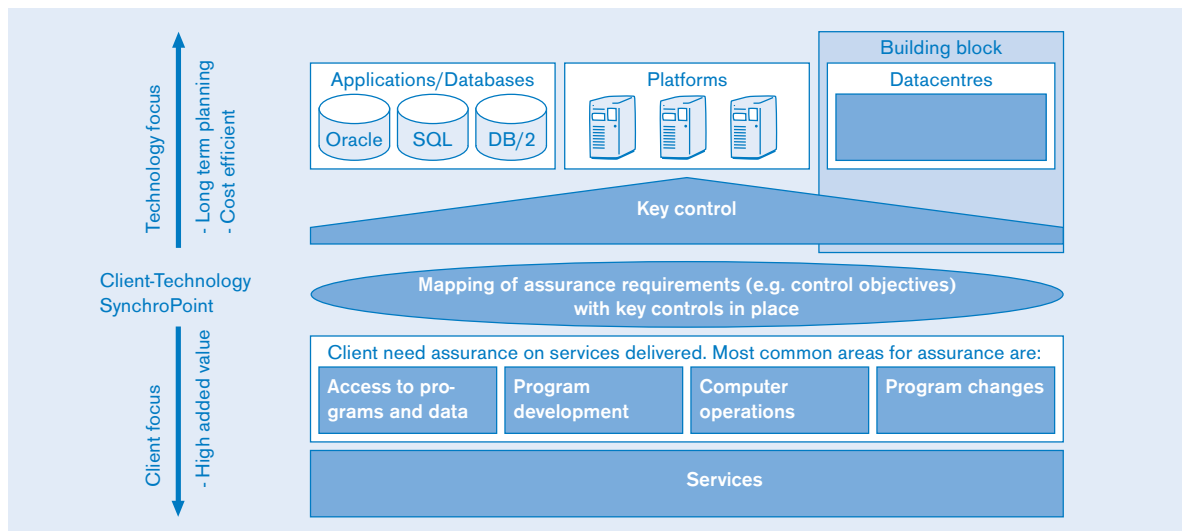 Building block
Applications/Databases
Platforms
Datacentres
Oracle
SQL
DB/2
Technology focus
- Long term planning
- Cost efficient
Key control
Client-Technology
SynchroPoint
Mapping of assurance requirements (e.g. control objectives)
with key controls in place
Client focus
- High added value
Client need assurance on services delivered. Most common areas for assurance are:
Access to pro-
grams and data
Program
development
Computer
operations
Program changes
Services